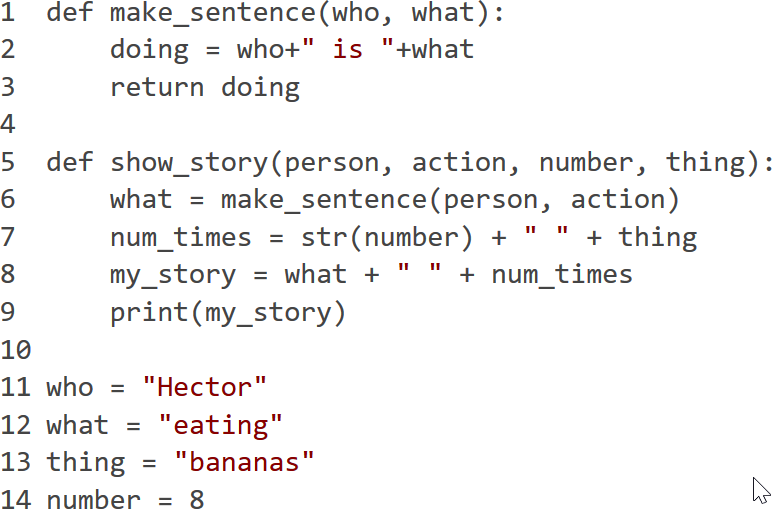 1 def make_sentence(who, what):
2     doing = who+" is "+what
3     return doing
4
5 def show_story(person, action, number, thing):
6     what = make_sentence(person, action)
7     num_times = str(number) + " " + thing
8     my_story = what + " " + num_times
9     print(my_story)
10
11 who = "Hector"
12 what = "eating"
13 thing = "bananas"
14 number = 8